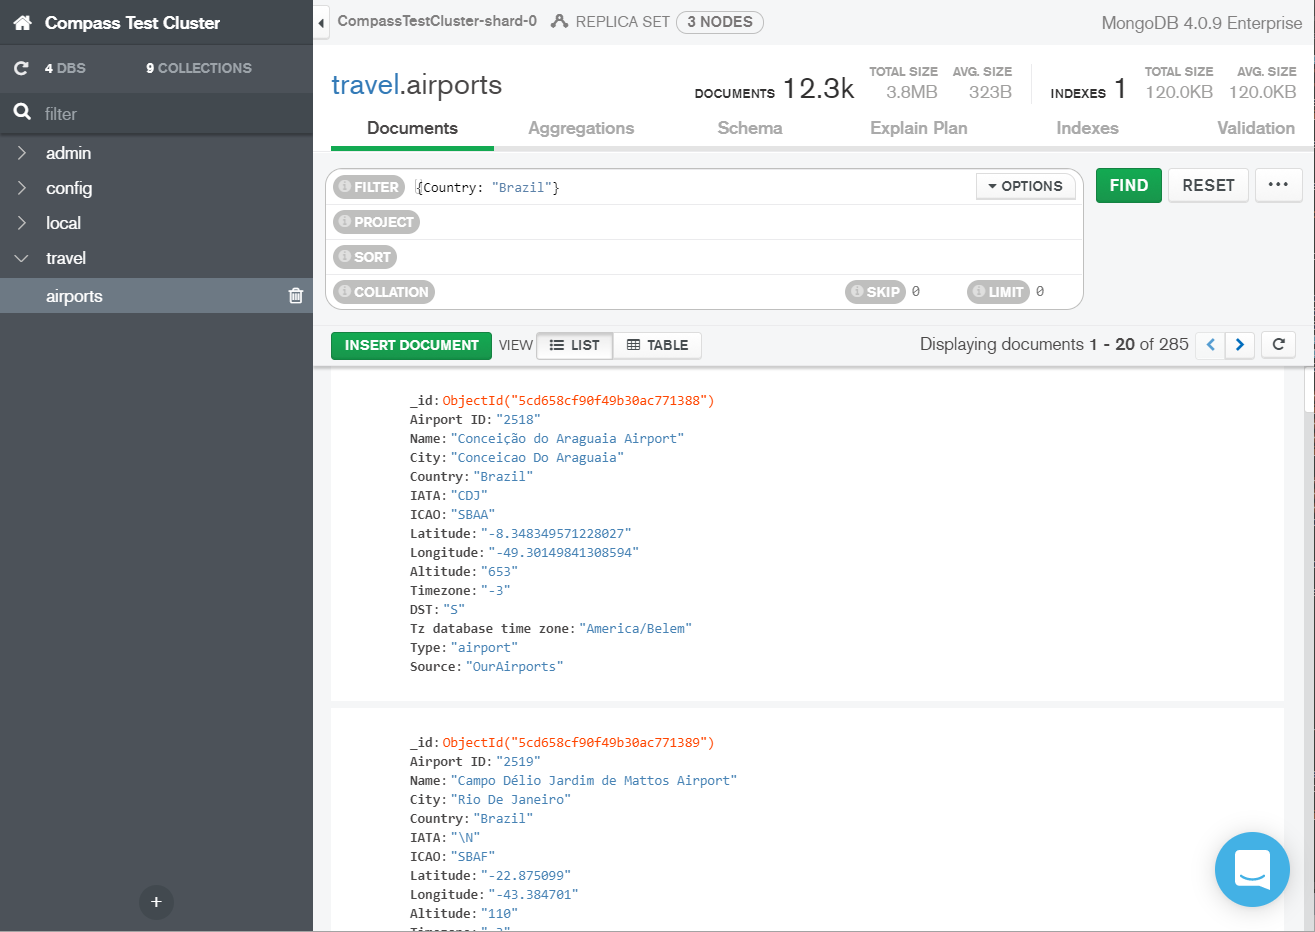 Compass Test Cluster
4 DBS 9 COLLECTIONS
filter
admin
config
local
travel
airports
CompassTestCluster-shard-0 REPLICA SET 3 NODES MongoDB 4.0.9 Enterprise
travel.airports
DOCUMENTS 12.3k TOTAL SIZE 3.8MB AVG. SIZE 323B INDEXES 1 TOTAL SIZE 120.0KB AVG. SIZE 120.0KB
Documents Aggregations Schema Explain Plan Indexes Validation
FILTER {Country: "Brazil"} OPTIONS FIND RESET ...
PROJECT
SORT
COLLATION SKIP 0 LIMIT 0
INSERT DOCUMENT VIEW LIST TABLE Displaying documents 1 - 20 of 285
_id: ObjectId("5cd658cf90f49b30ac771388")
Airport ID: "2518"
Name: "Conceição do Araguaia Airport"
City: "Conceicao Do Araguaia"
Country: "Brazil"
IATA: "CDJ"
ICAO: "SBAA"
Latitude: "-8.348349571228027"
Longitude: "-49.30149841308594"
Altitude: "653"
Timezone: "-3"
DST: "S"
Tz database time zone: "America/Belem"
Type: "airport"
Source: "OurAirports"
_id: ObjectId("5cd658cf90f49b30ac771389")
Airport ID: "2519"
Name: "Campo Délio Jardim de Mattos Airport"
City: "Rio De Janeiro"
Country: "Brazil"
IATA: "\N"
ICAO: "SBAF"
Latitude: "-22.875099"
Longitude: "-43.384701"
Altitude: "110"
Timezone: "-3"